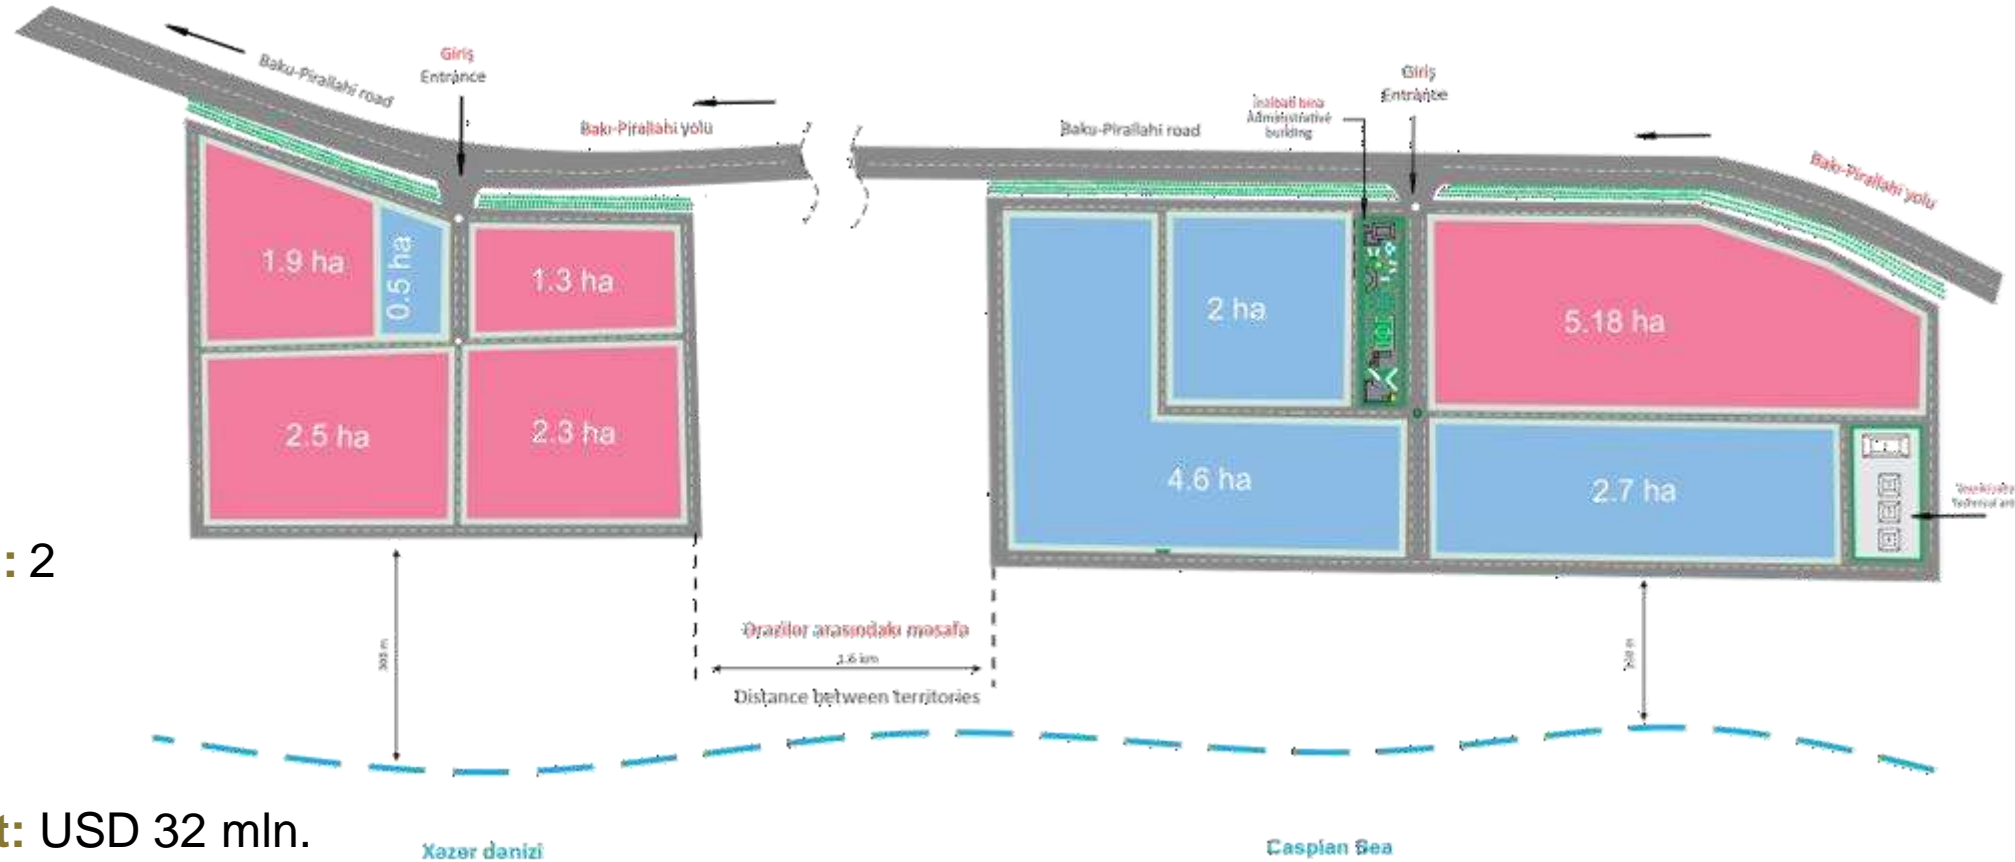 Baku-Pirallahi road
Giriş
Entrance
Bakı-Pirallahi yolu
Baku-Pirallahi road
Administrative
building
Giriş
Entrance
Bakı-Pirallahi yolu
1.9 ha
0.5 ha
1.3 ha
2.5 ha
2.3 ha
2 ha
5.18 ha
4.6 ha
2.7 ha
: 2
Ərazilər arasındakı məsafə
1.6 km
Distance between territories
t: USD 32 mln.
Xəzər dənizi
Caspian Sea